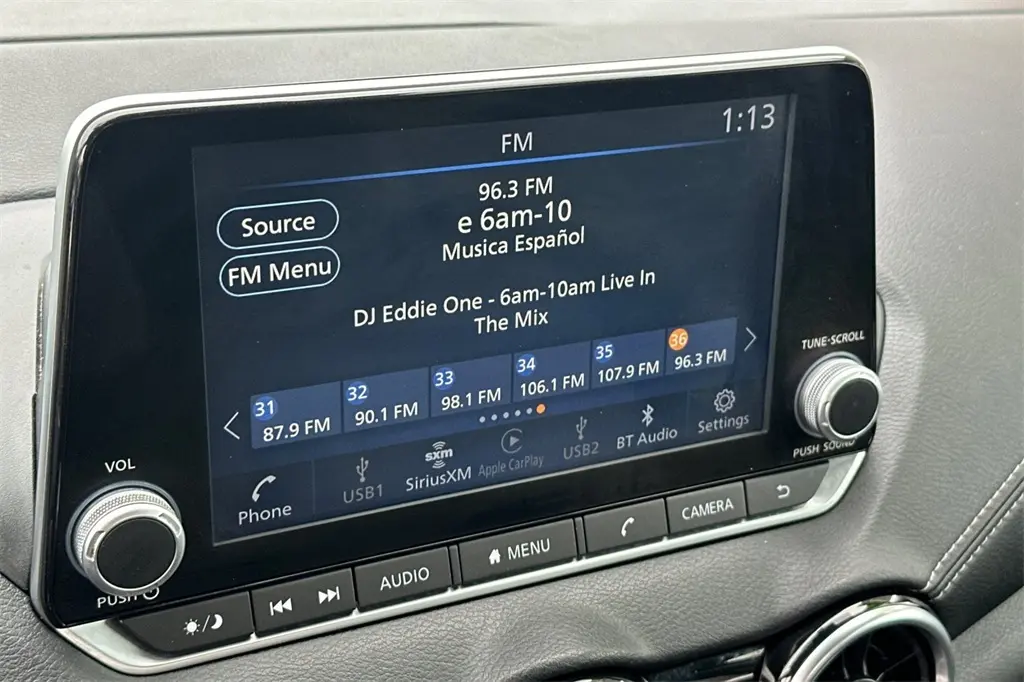 FM
1:13
96.3 FM
e 6am-10
Musica Español
Source
FM Menu
DJ Eddie One - 6am-10am Live In
The Mix
31
87.9 FM
32
90.1 FM
33
98.1 FM
34
106.1 FM
35
107.9 FM
36
96.3 FM
Phone
USB1
sxm
SiriusXM
Apple CarPlay
USB2
BT Audio
Settings
VOL
PUSH
TUNE·SCROLL
PUSH SOUND
AUDIO
MENU
CAMERA